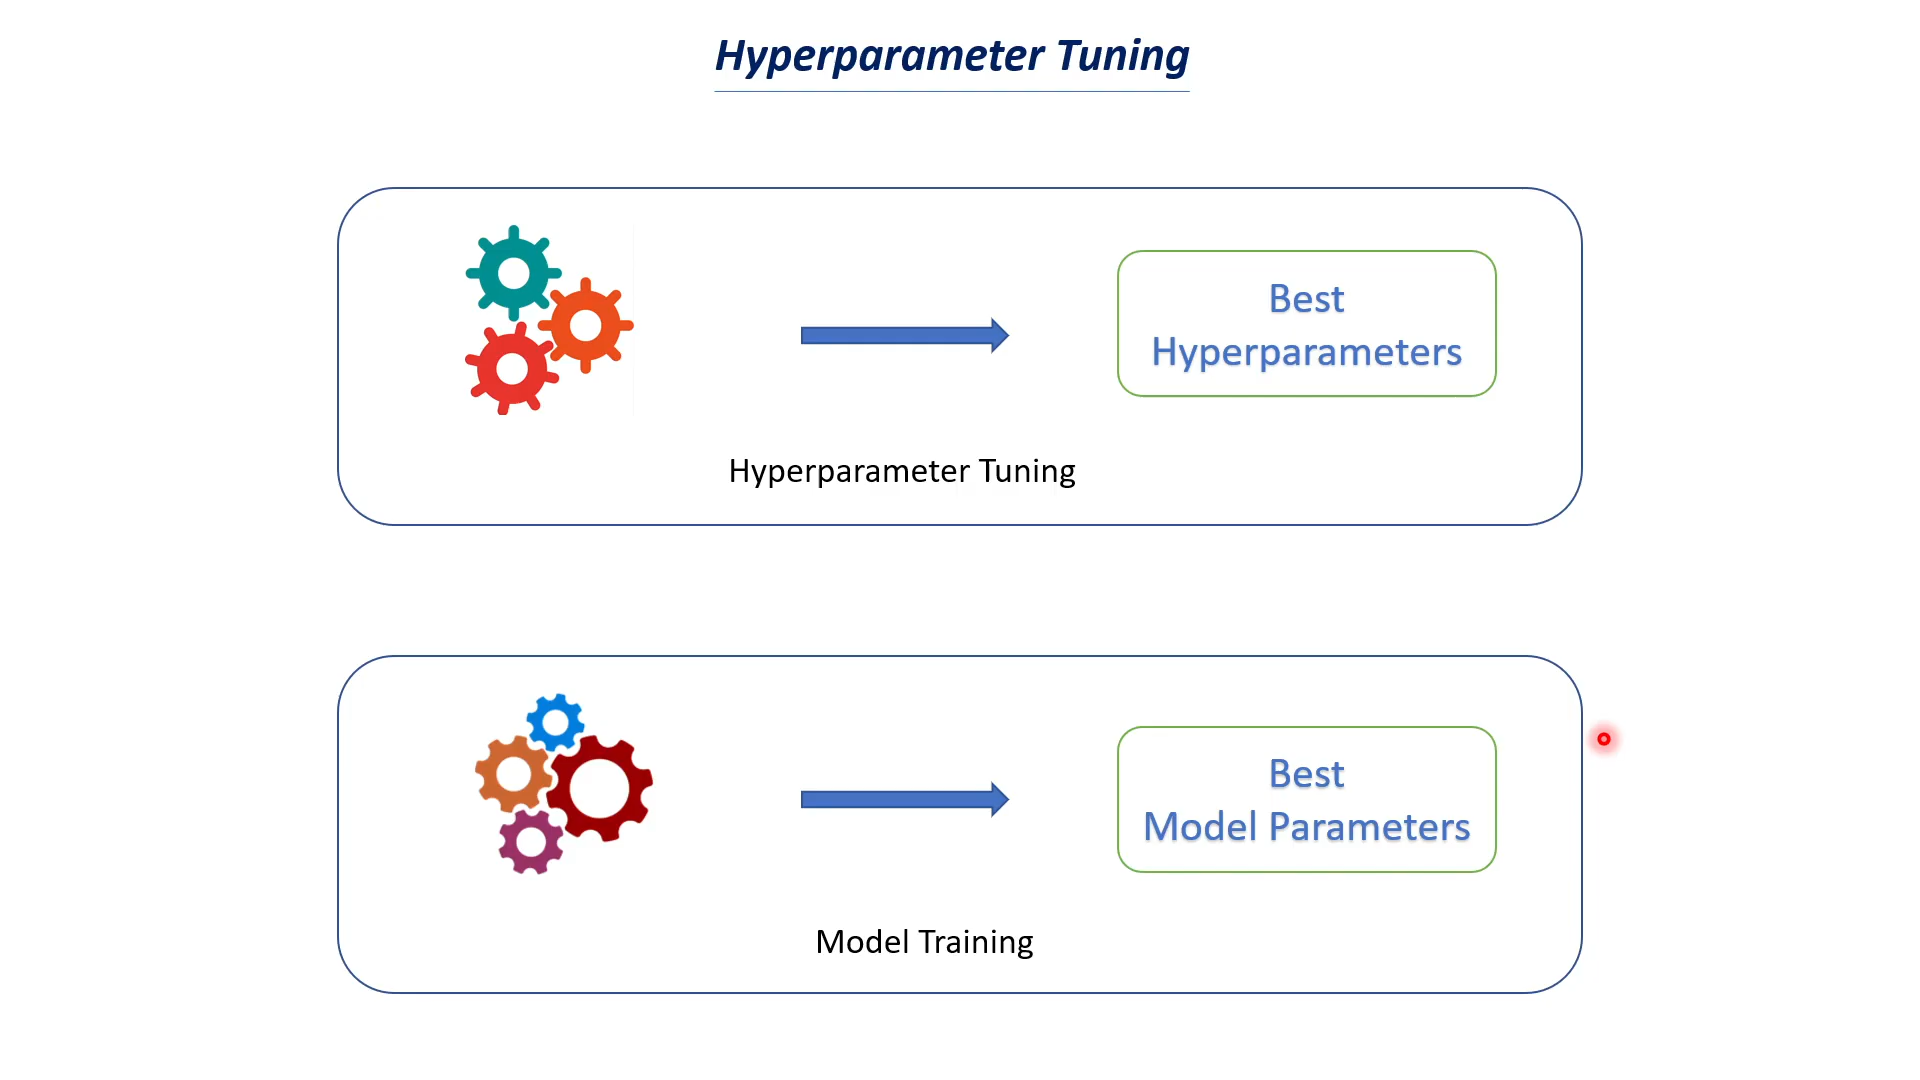 Hyperparameter Tuning
Best
Hyperparameters
Hyperparameter Tuning
Best
Model Parameters
Model Training